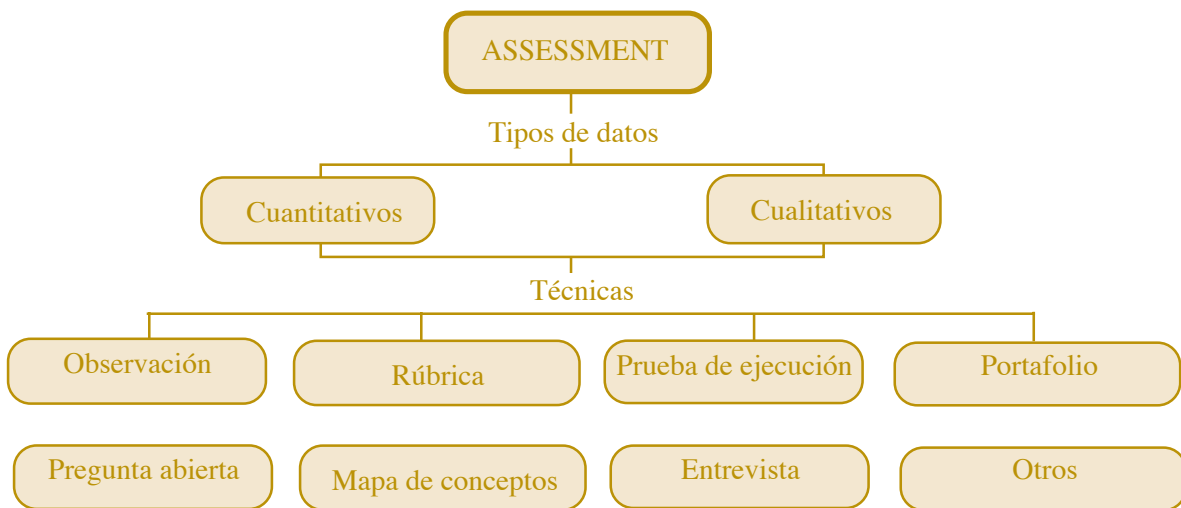 ASSESSMENT
Tipos de datos
Cuantitativos
Cualitativos
Técnicas
Observación
Rúbrica
Prueba de ejecución
Portafolio
Pregunta abierta
Mapa de conceptos
Entrevista
Otros